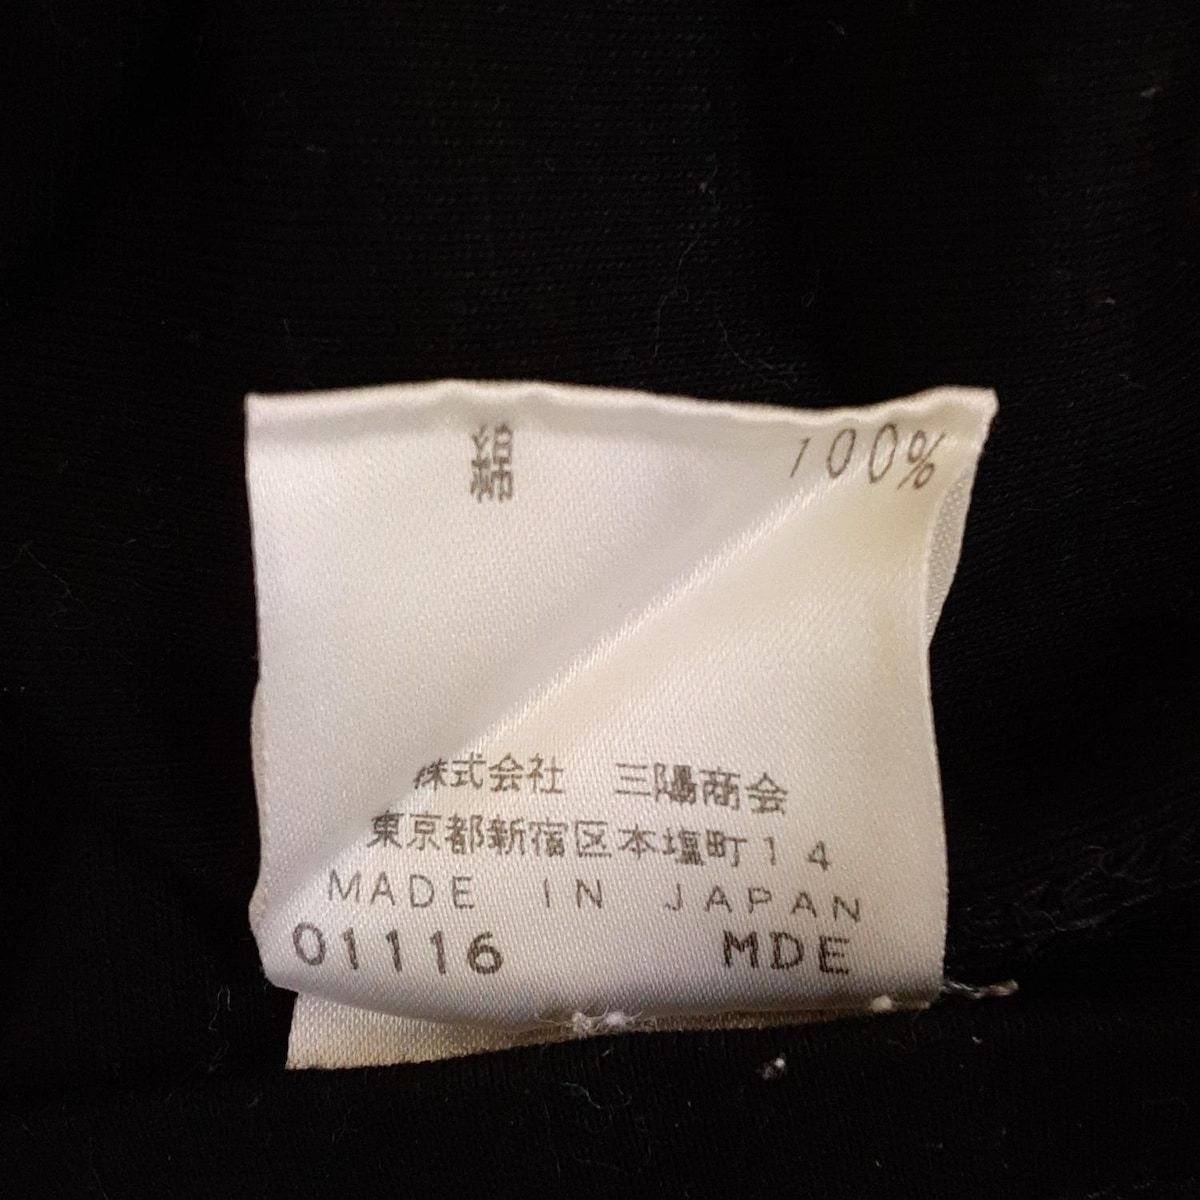 綿 100%
株式会社 三陽商会
東京都新宿区本塩町14
MADE IN JAPAN
01116 MDE